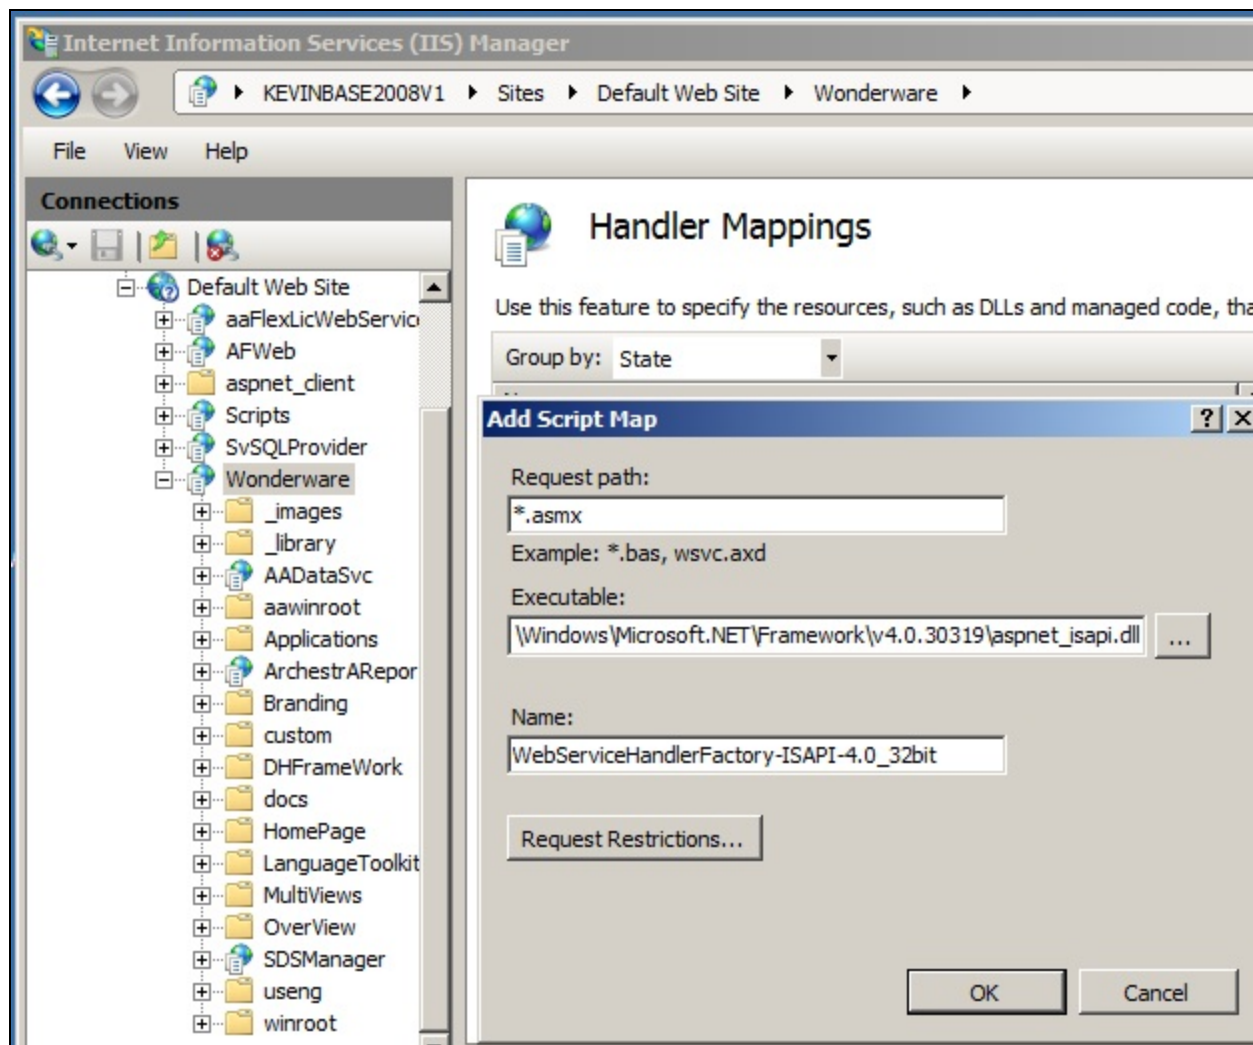 Internet Information Services (IIS) Manager
KEVINBASE2008V1 Sites Default Web Site Wonderware
File View Help
Connections
Default Web Site
aaFlexLicWebServic
AFWeb
aspnet_client
Scripts
SvSQLProvider
Wonderware
_images
_library
AADataSvc
aawinroot
Applications
ArchestrARepor
Branding
custom
DHFrameWork
docs
HomePage
LanguageToolkit
MultiViews
OverView
SDSManager
useng
winroot
Handler Mappings
Use this feature to specify the resources, such as DLLs and managed code, tha
Group by: State
Add Script Map
Request path:
*.asmx
Example: *.bas, wsvc.axd
Executable:
\Windows\Microsoft.NET\Framework\v4.0.30319\aspnet_isapi.dll
...
Name:
WebServiceHandlerFactory-ISAPI-4.0_32bit
Request Restrictions...
OK Cancel